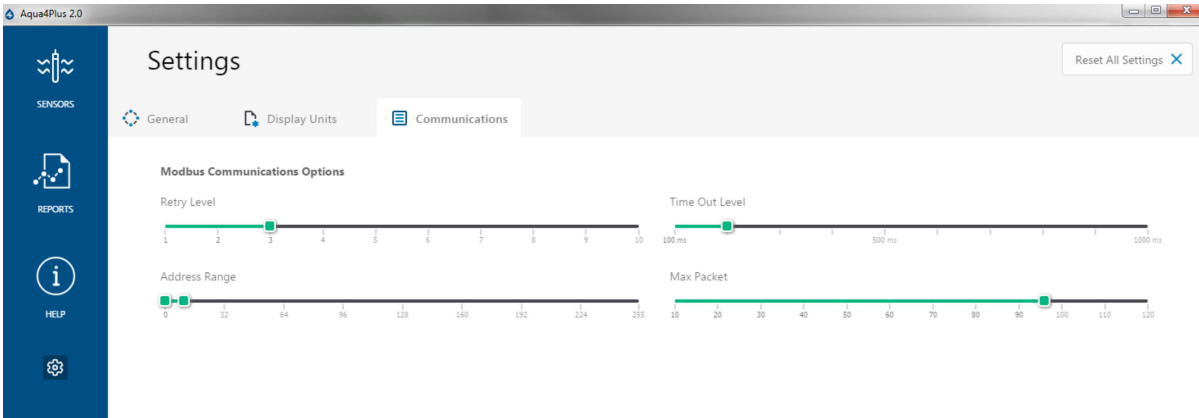 Aqua4Plus 2.0
Settings
Reset All Settings
SENSORS
General
Display Units
Communications
Modbus Communications Options
REPORTS
Retry Level
1 2 3 4 5 6 7 8 9 10
Time Out Level
100 ms 500 ms 1000 ms
HELP
Address Range
0 32 64 96 128 160 192 224 255
Max Packet
10 20 30 40 50 60 70 80 90 100 110 120